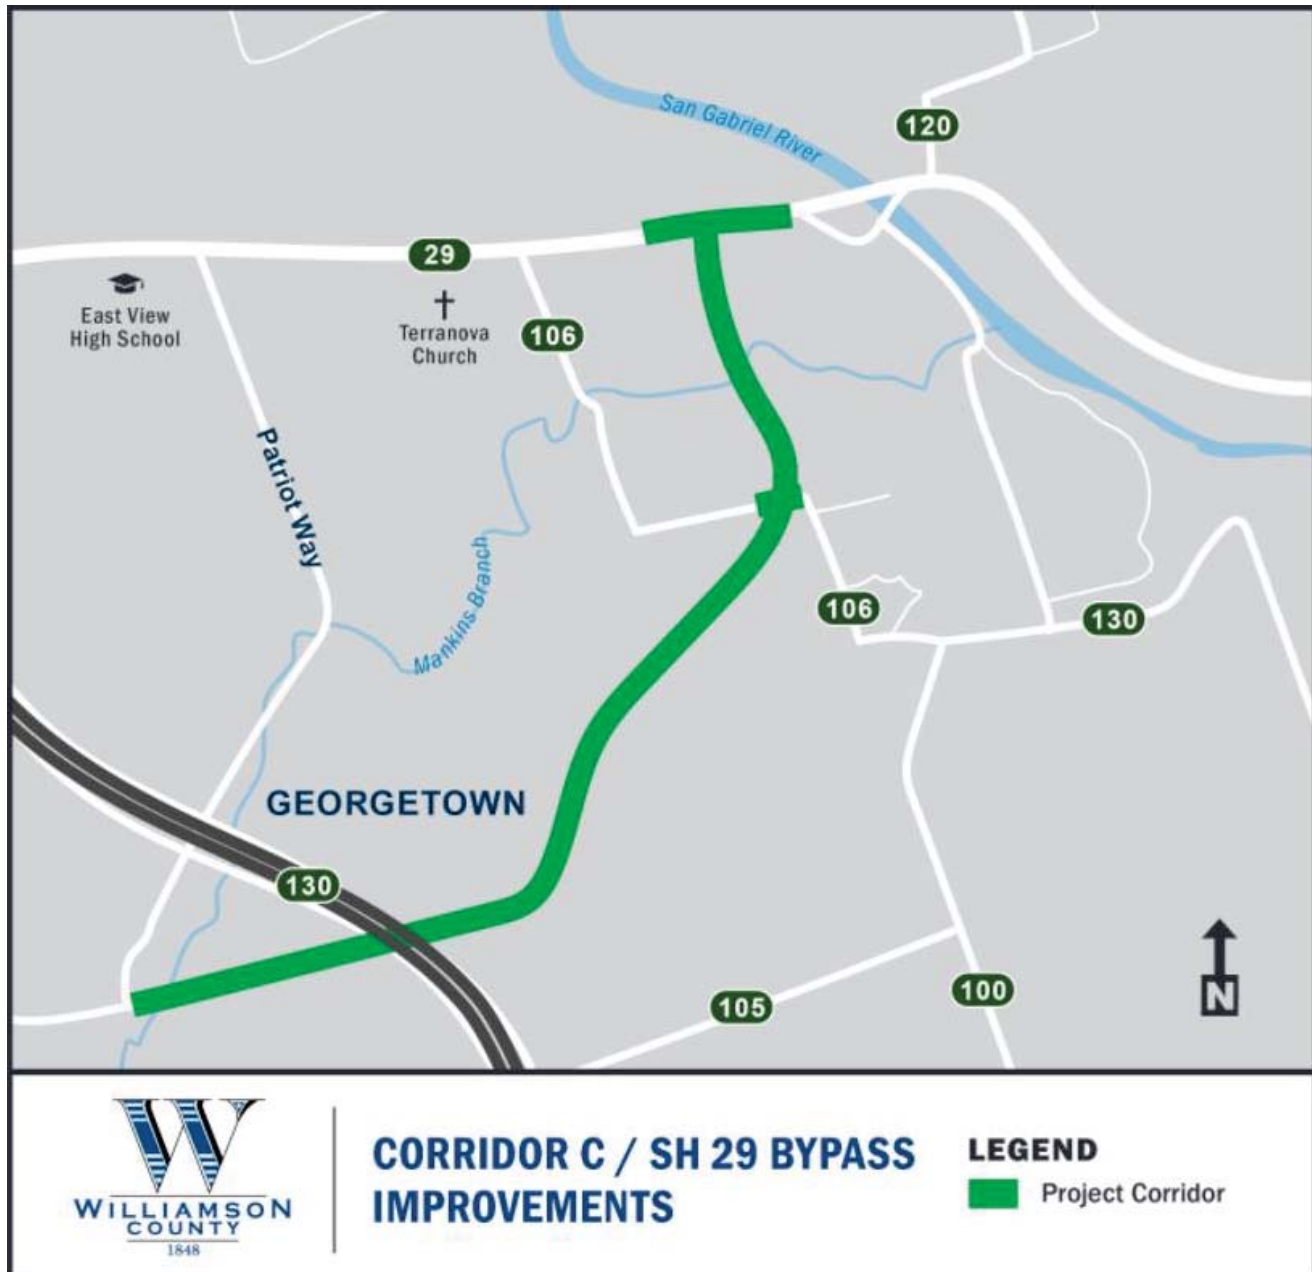 San Gabriel River
120
29
East View
High School
Terranova
Church
106
Patriot Way
Mankins Branch
106
130
GEORGETOWN
130
105
100
N
W
WILLIAMSON
COUNTY
1848
CORRIDOR C / SH 29 BYPASS
IMPROVEMENTS
LEGEND
Project Corridor